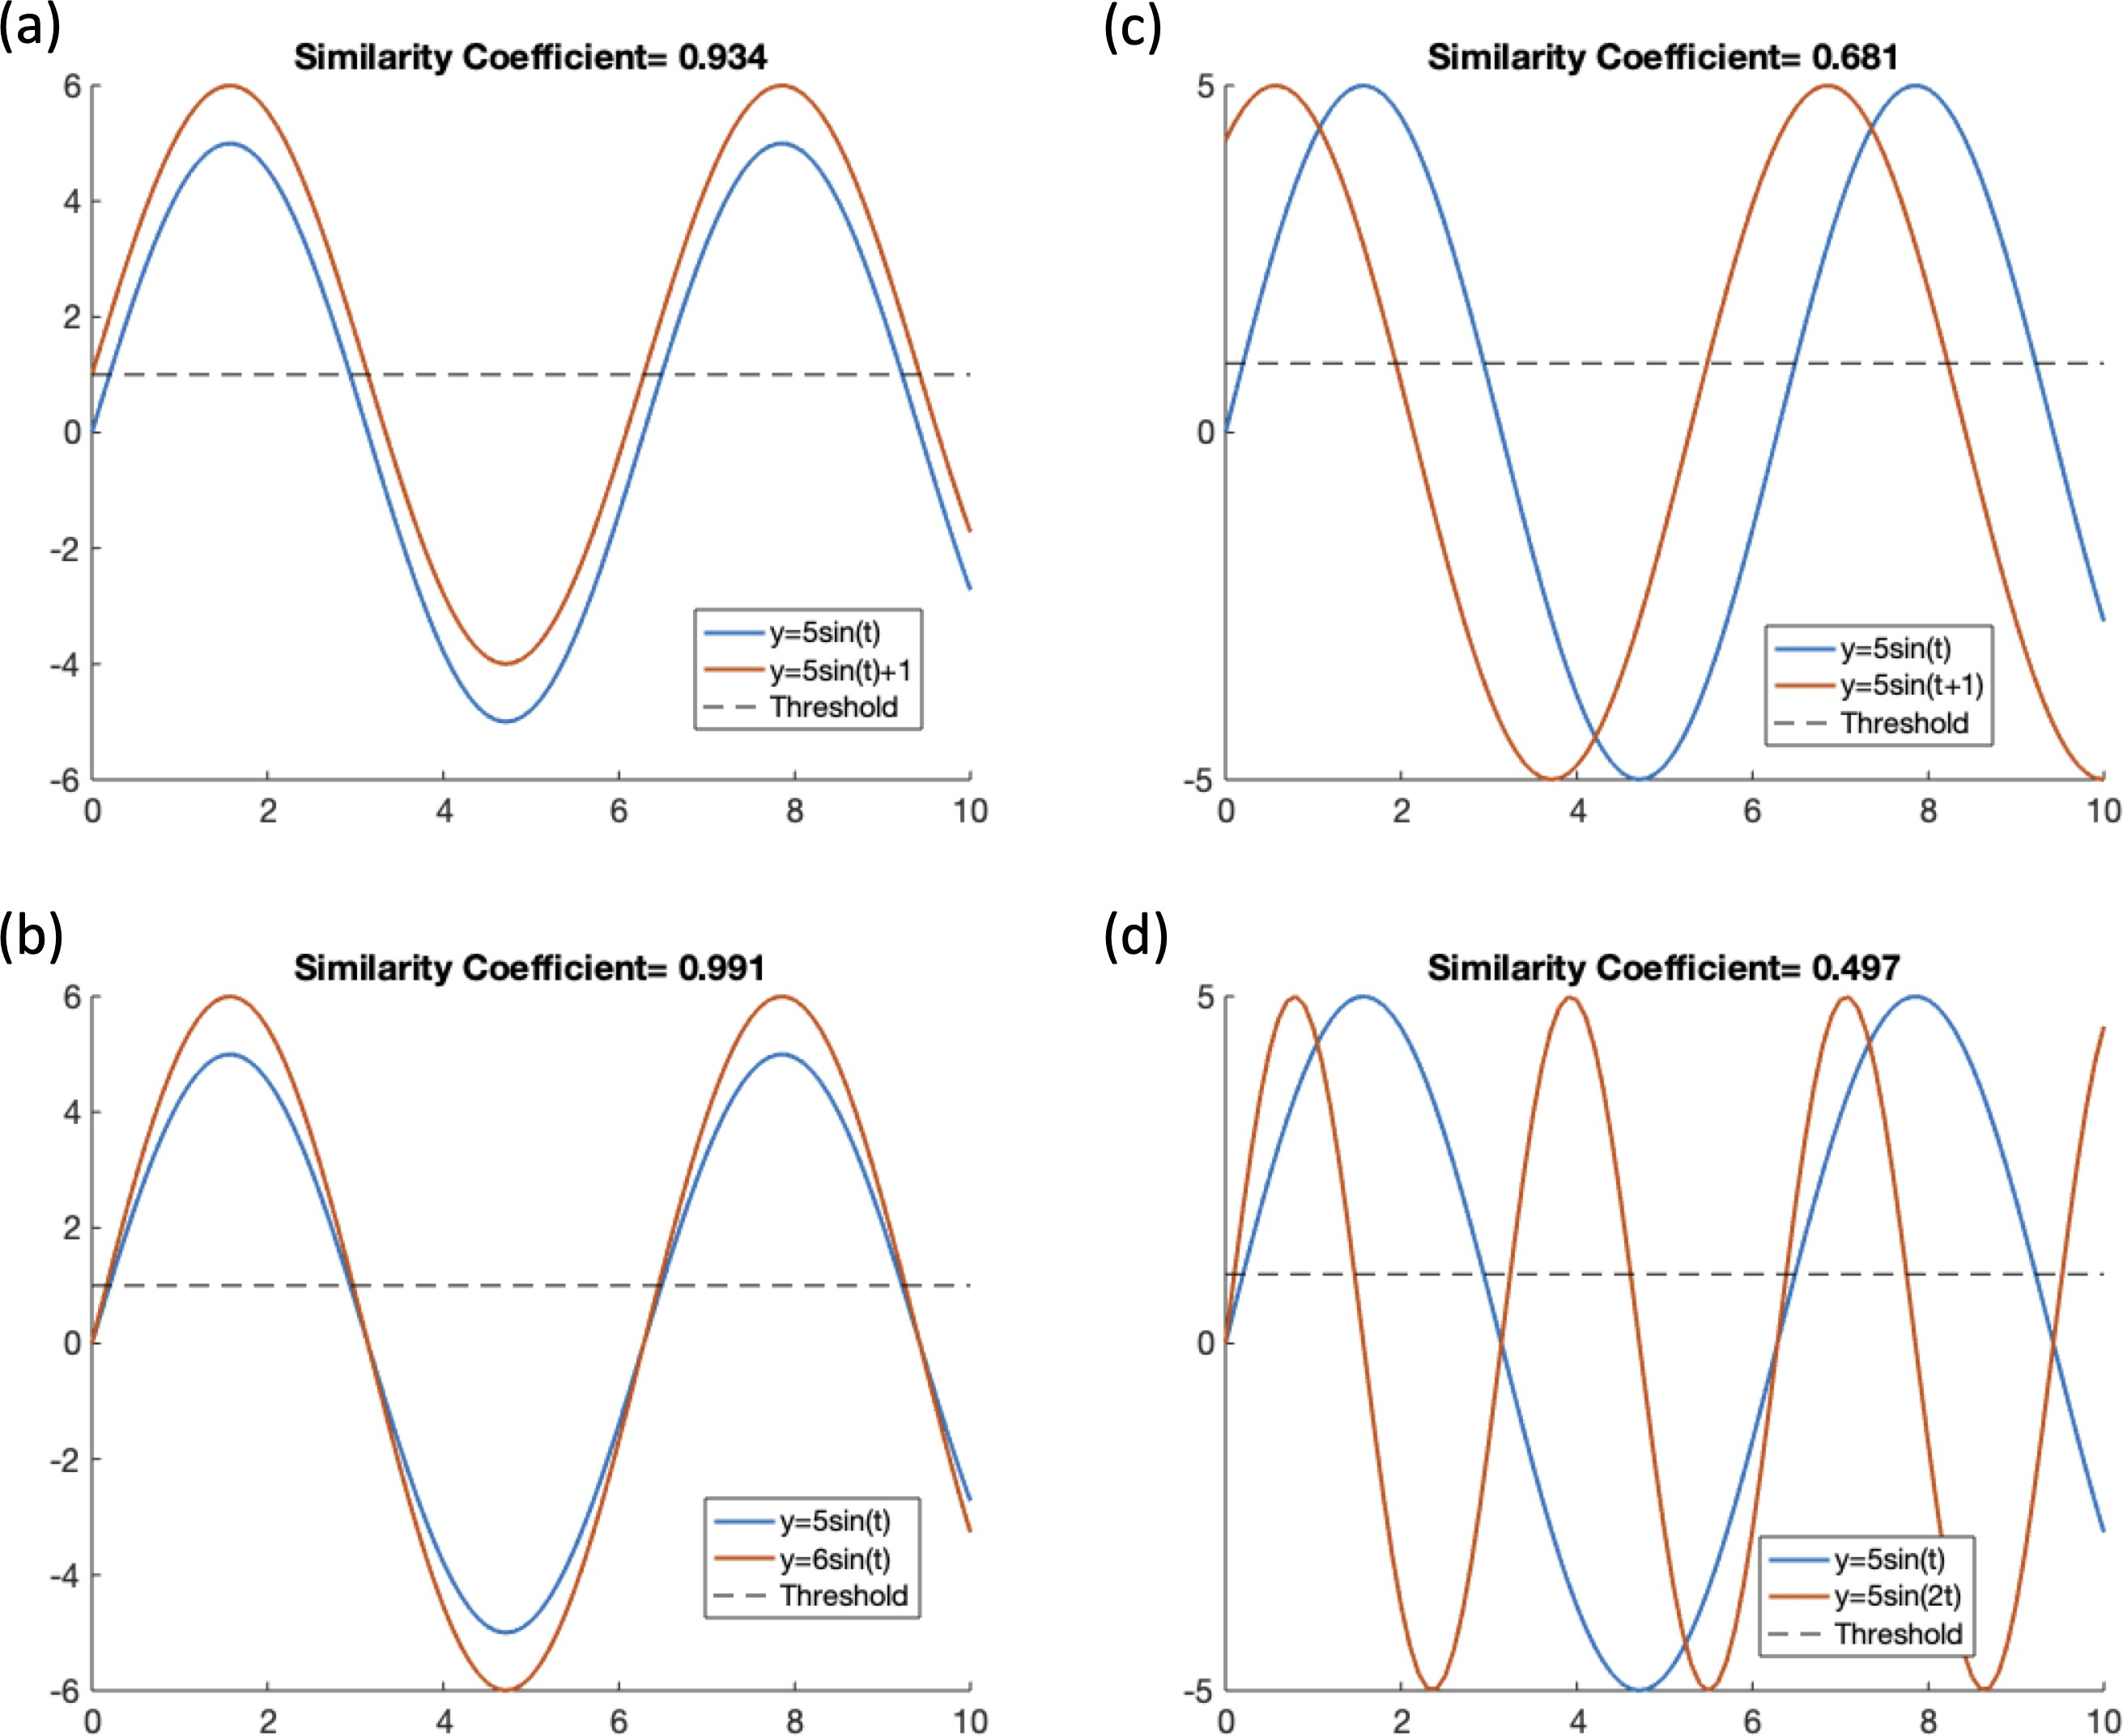 (a)
Similarity Coefficient= 0.934
6
4
2
0
-2
-4
-6
0 2 4 6 8 10
y=5sin(t)
y=5sin(t)+1
Threshold
(c)
Similarity Coefficient= 0.681
5
0
-5
0 2 4 6 8 10
y=5sin(t)
y=5sin(t+1)
Threshold
(b)
Similarity Coefficient= 0.991
6
4
2
0
-2
-4
-6
0 2 4 6 8 10
y=5sin(t)
y=6sin(t)
Threshold
(d)
Similarity Coefficient= 0.497
5
0
-5
0 2 4 6 8 10
y=5sin(t)
y=5sin(2t)
Threshold